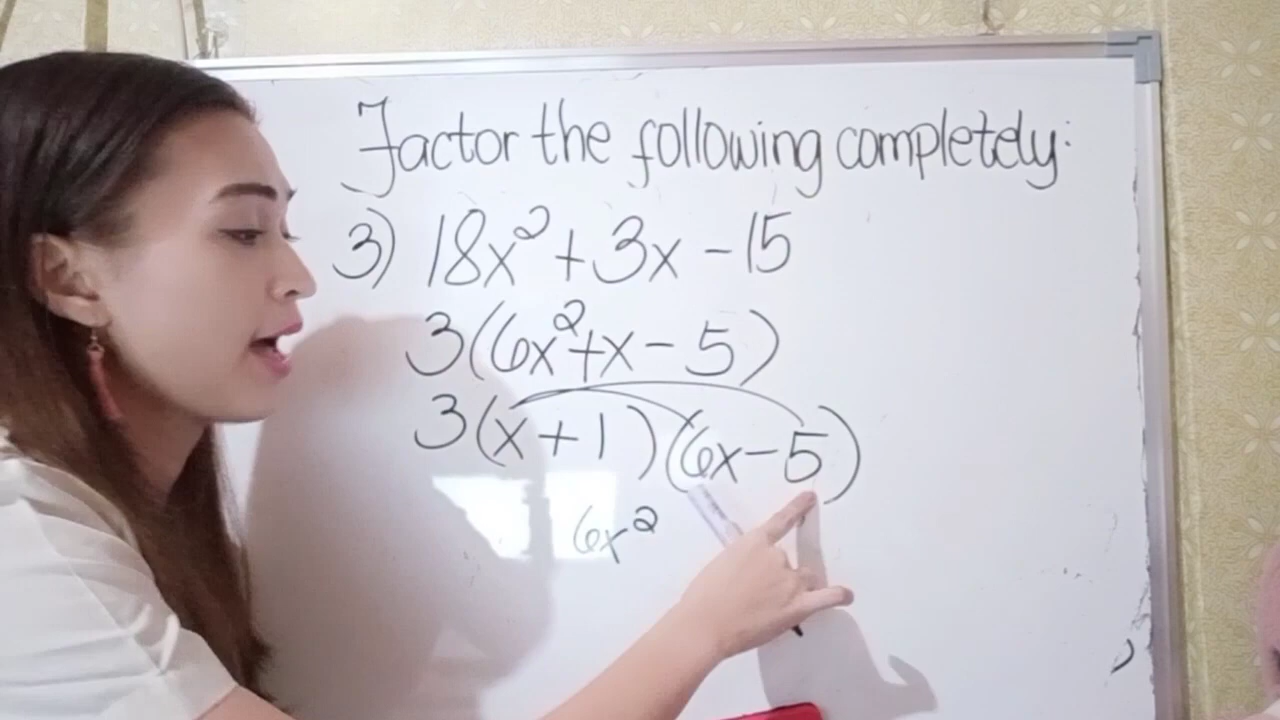 Factor the following completely:
3) 18x² + 3x - 15
3(6x² + x - 5)
3(x + 1)(6x - 5)
6x²